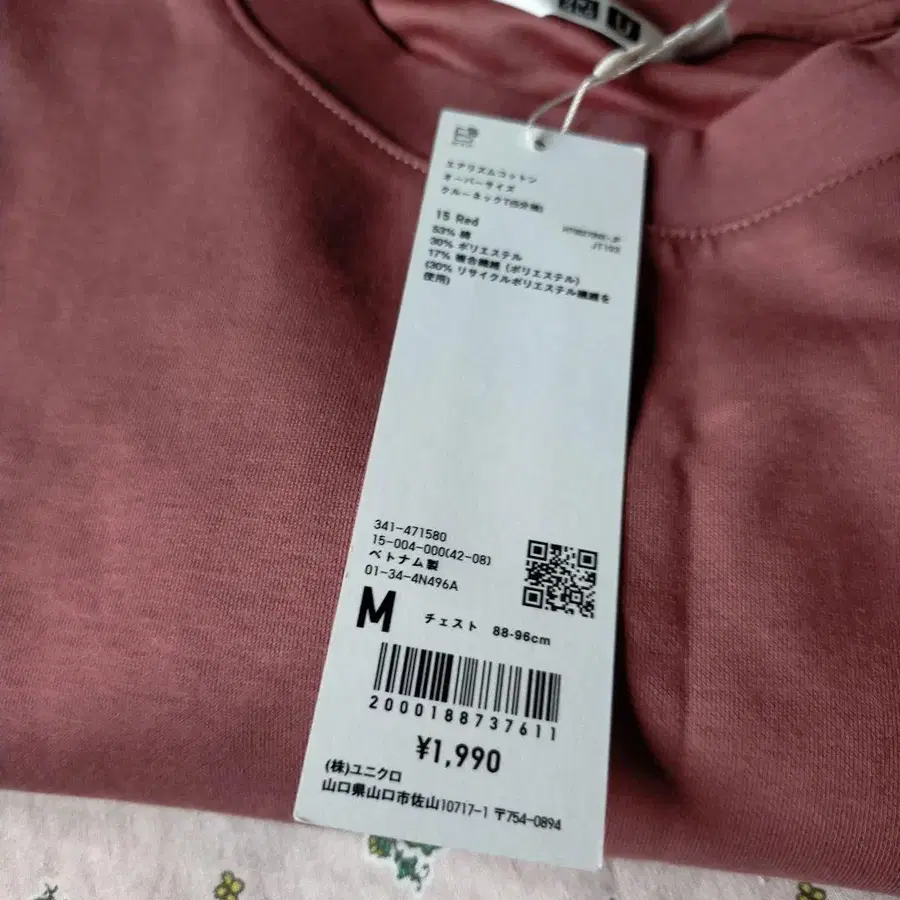 U
エアリズムコットン
オーバーサイズ
クルーネックT(5分袖)
15 Red
JT103
53% 綿
30% ポリエステル
17% 複合繊維 (ポリエステル)
(30% リサイクルポリエステル繊維を
使用)
341-471580
15-004-000(42-08)
ベトナム製
01-34-4N496A
M チェスト 88-96cm
2000188737611
¥1,990
(株)ユニクロ
山口県山口市佐山10717-1 〒754-0894